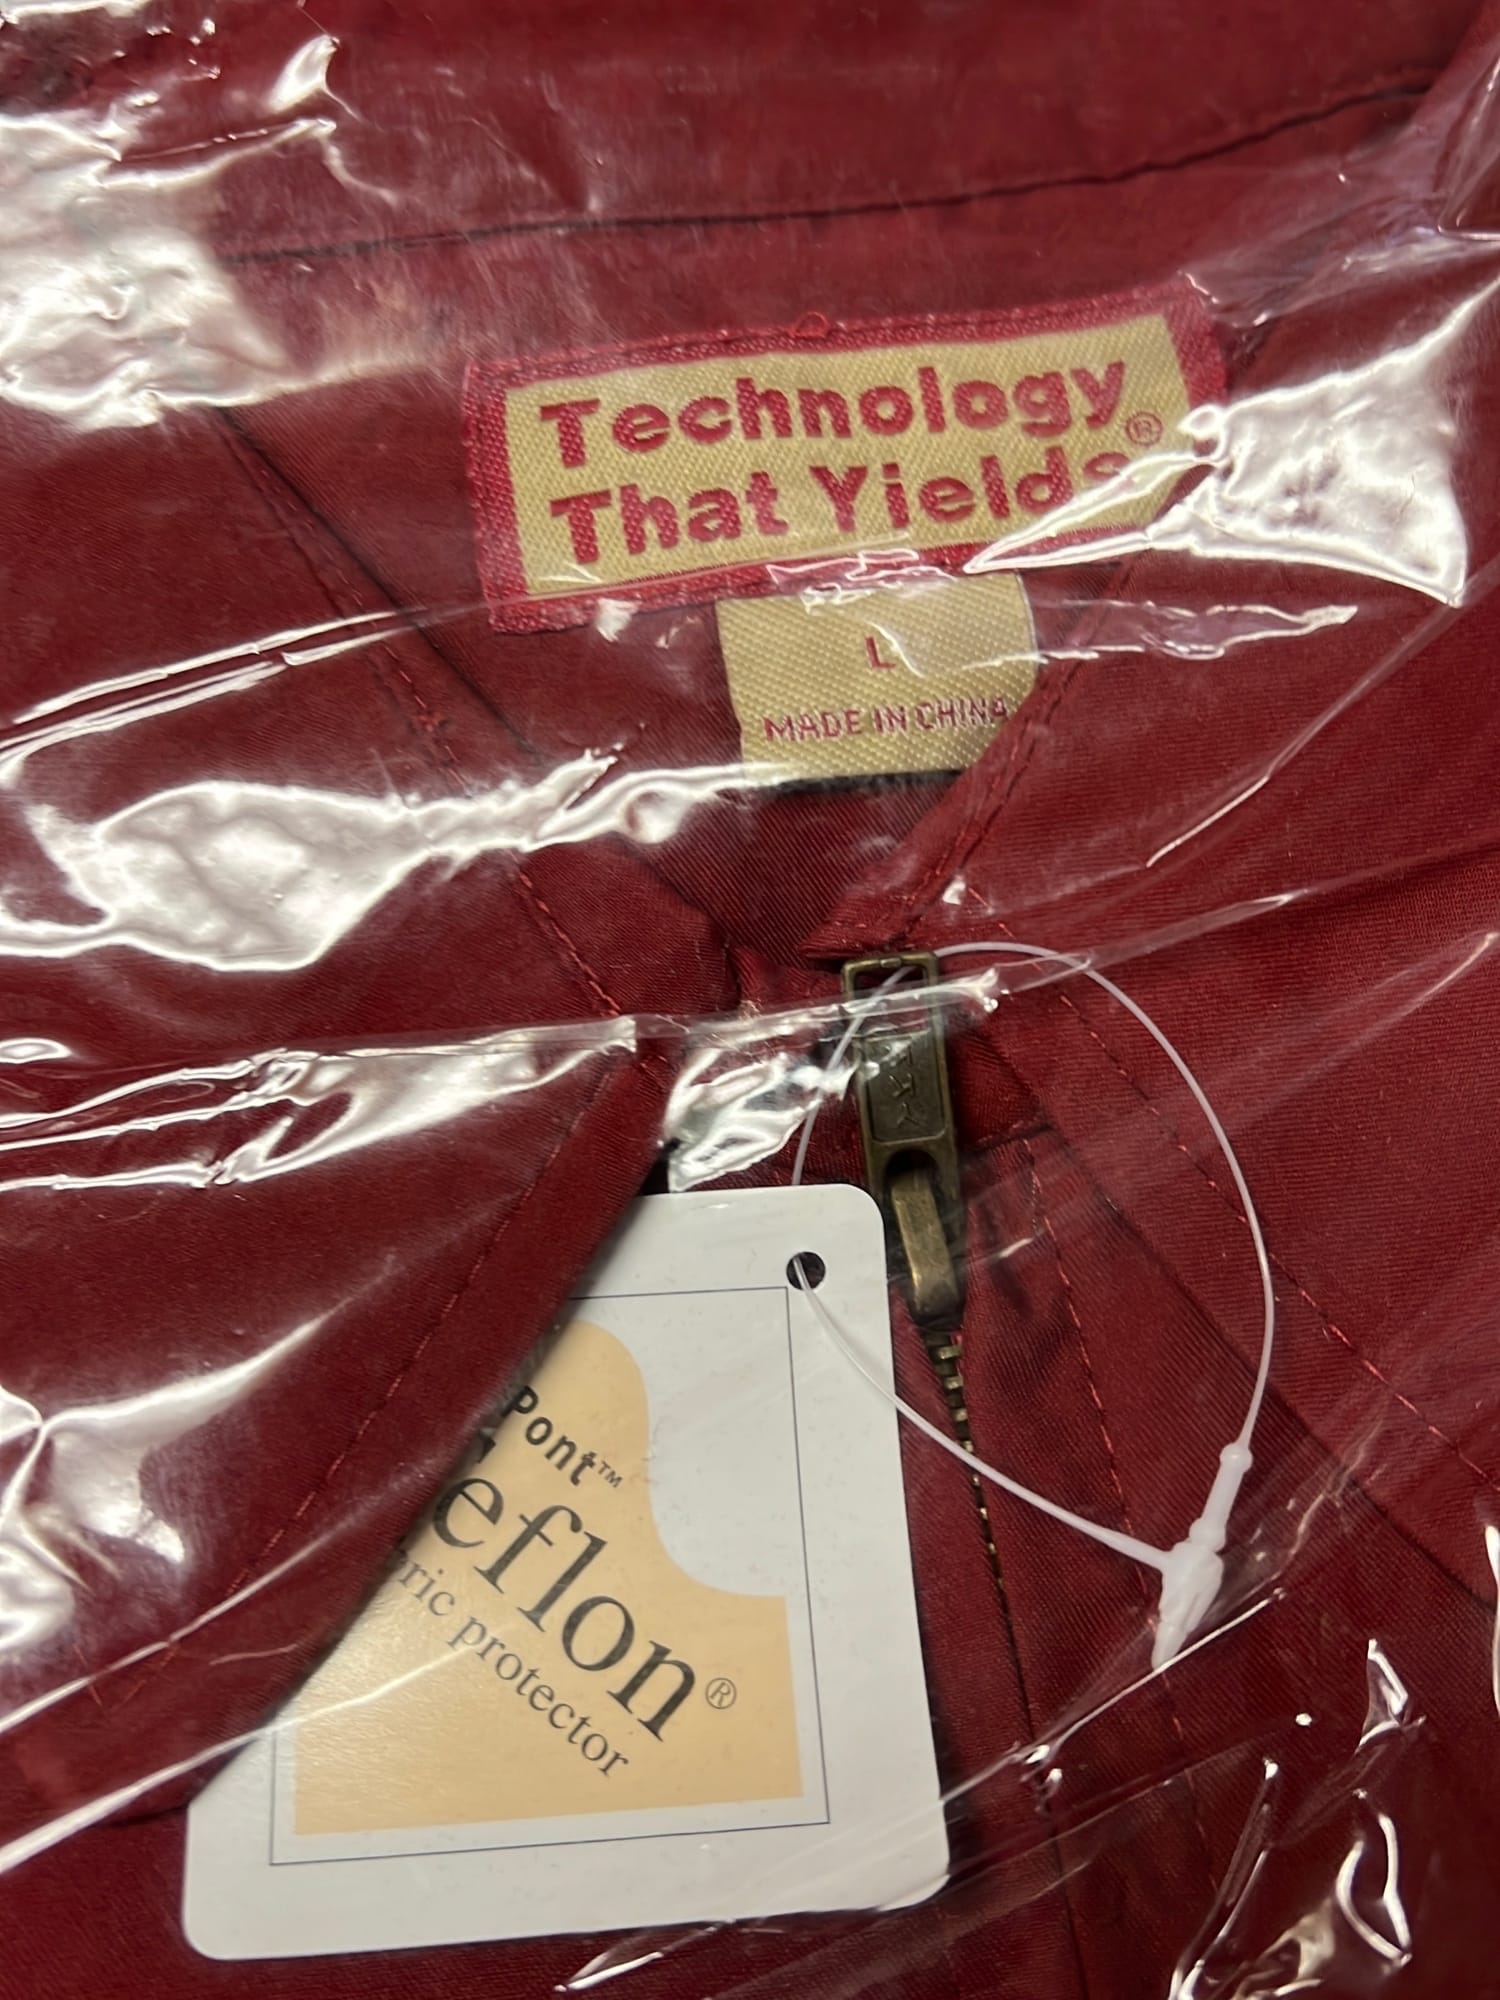 Technology®
That Yields
L
MADE IN CHINA
Pont™
eflon®
ric protector